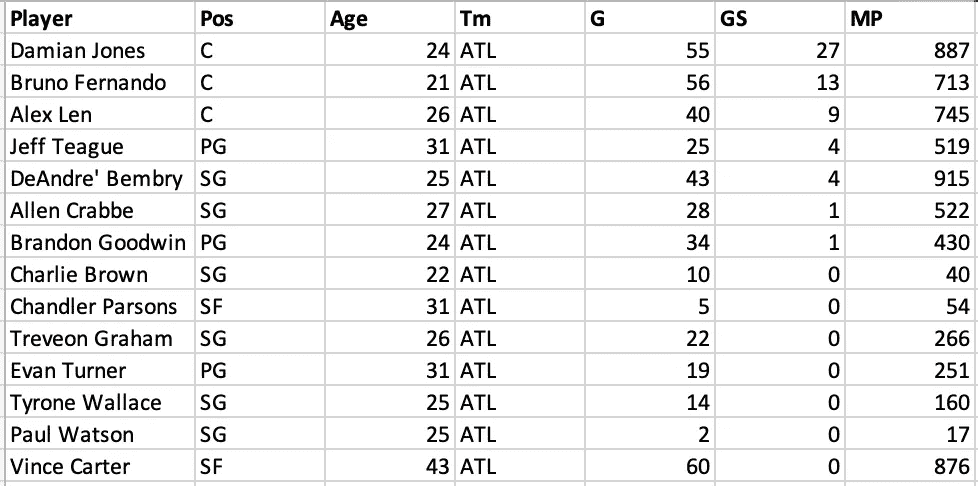 Player Pos Age Tm G GS MP
Damian Jones C 24 ATL 55 27 887
Bruno Fernando C 21 ATL 56 13 713
Alex Len C 26 ATL 40 9 745
Jeff Teague PG 31 ATL 25 4 519
DeAndre' Bembry SG 25 ATL 43 4 915
Allen Crabbe SG 27 ATL 28 1 522
Brandon Goodwin PG 24 ATL 34 1 430
Charlie Brown SG 22 ATL 10 0 40
Chandler Parsons SF 31 ATL 5 0 54
Treveon Graham SG 26 ATL 22 0 266
Evan Turner PG 31 ATL 19 0 251
Tyrone Wallace SG 25 ATL 14 0 160
Paul Watson SG 25 ATL 2 0 17
Vince Carter SF 43 ATL 60 0 876